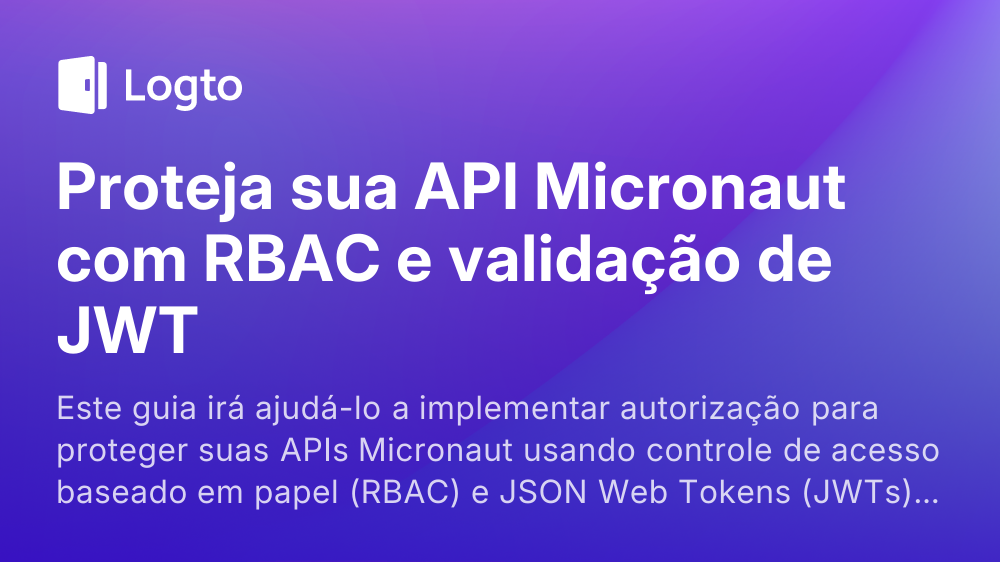 Logto
Proteja sua API Micronaut
com RBAC e validação de
JWT
Este guia irá ajudá-lo a implementar autorização para
proteger suas APIs Micronaut usando controle de acesso
baseado em papel (RBAC) e JSON Web Tokens (JWTs)...